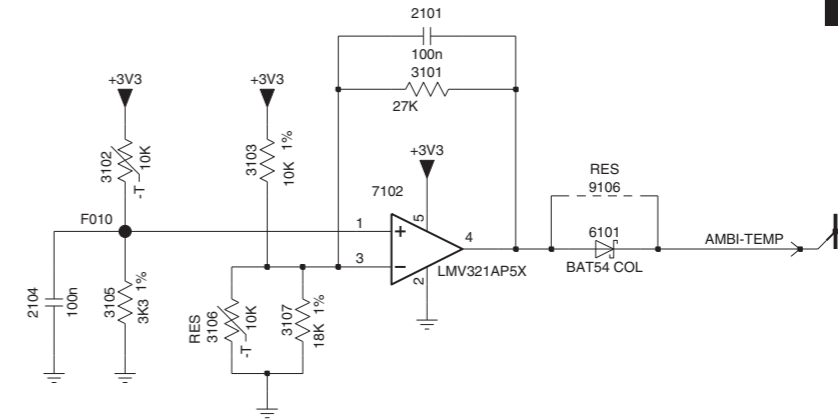 2101
100n
3101
27K
+3V3
+3V3
3102
10K
-T
3103
10K 1%
+3V3
7102
RES
9106
F010
1
+
5
4
3
-
2
LMV321AP5X
6101
BAT54 COL
AMBI-TEMP
2104
100n
3105
3K3 1%
RES
3106
10K
-T
3107
18K 1%